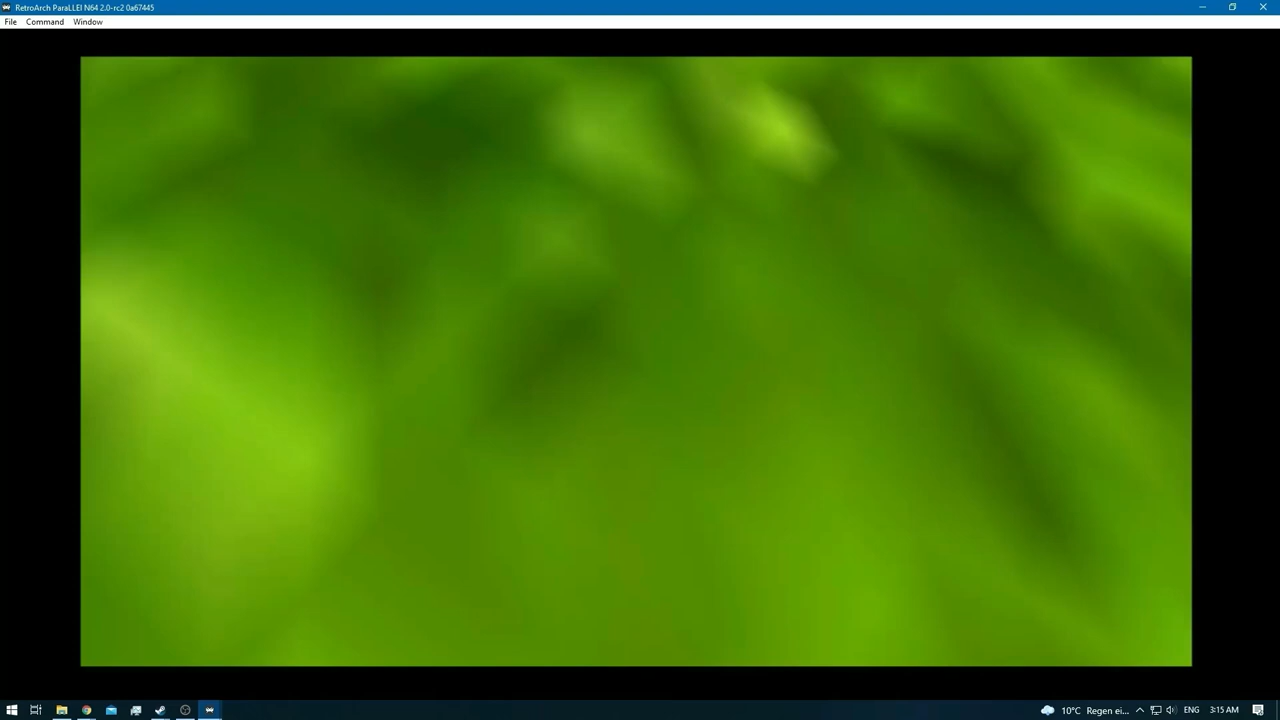 RetroArch ParaLLEl N64 2.0-rc2 0a67445
File Command Window
10°C Regen ei... ENG 3:15 AM